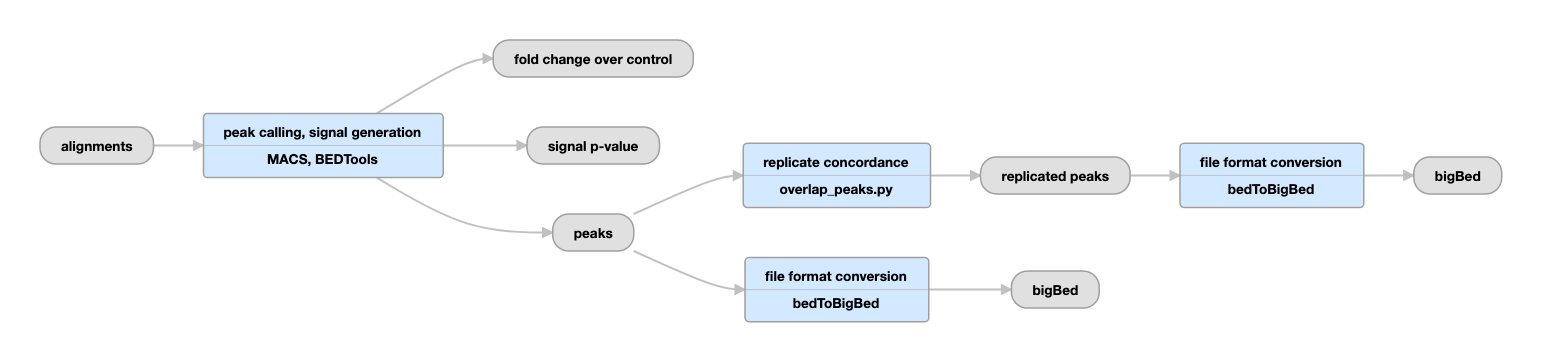 fold change over control
alignments
peak calling, signal generation
MACS, BEDTools
signal p-value
peaks
replicate concordance
overlap_peaks.py
replicated peaks
file format conversion
bedToBigBed
bigBed
file format conversion
bedToBigBed
bigBed